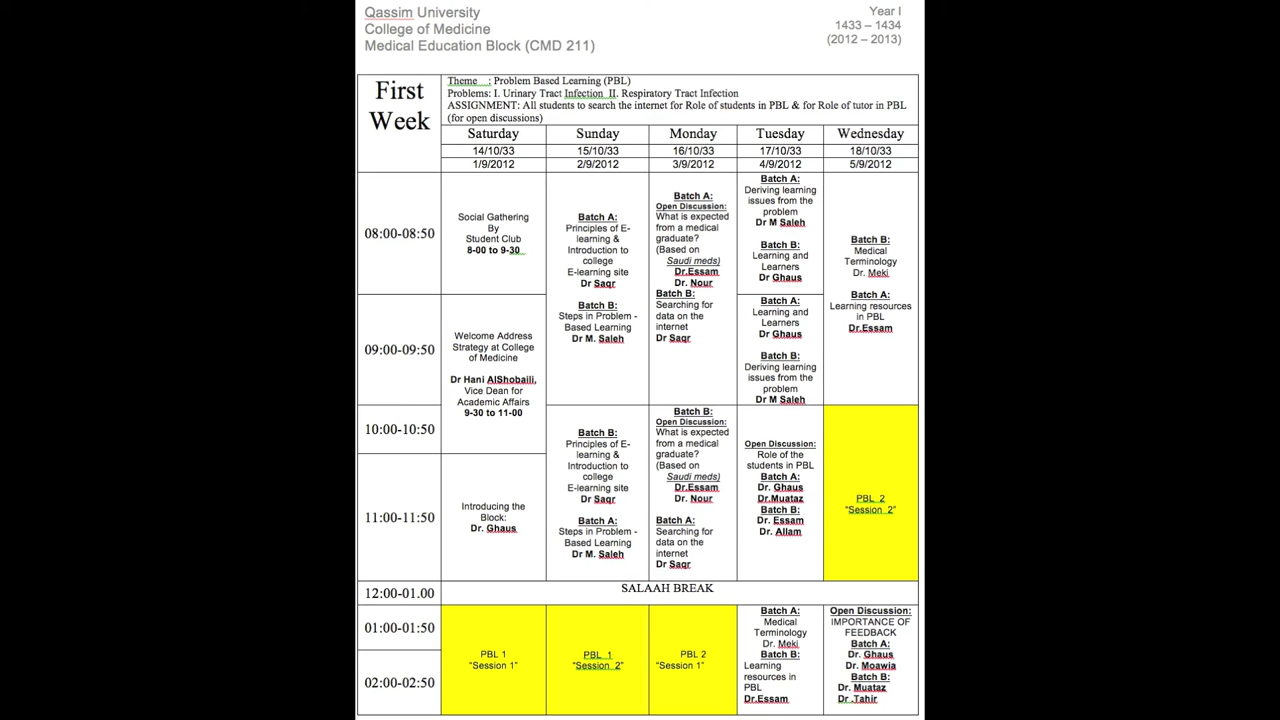 Qassim University
College of Medicine
Medical Education Block (CMD 211)
Year I
1433 – 1434
(2012 – 2013)
First
Week
Theme : Problem Based Learning (PBL)
Problems: I. Urinary Tract Infection II. Respiratory Tract Infection
ASSIGNMENT: All students to search the internet for Role of students in PBL & for Role of tutor in PBL
(for open discussions)
Saturday
Sunday
Monday
Tuesday
Wednesday
14/10/33
15/10/33
16/10/33
17/10/33
18/10/33
1/9/2012
2/9/2012
3/9/2012
4/9/2012
5/9/2012
08:00-08:50
Social Gathering
By
Student Club
8-00 to 9-30
Batch A:
Principles of E-
learning &
Introduction to
college
E-learning site
Dr Saqr
Batch B:
Steps in Problem -
Based Learning
Dr M. Saleh
Batch A:
Open Discussion:
What is expected
from a medical
graduate?
(Based on
Saudi meds)
Dr.Essam
Dr. Nour
Batch B:
Searching for
data on the
internet
Dr Saqr
Batch A:
Deriving learning
issues from the
problem
Dr M Saleh
Batch B:
Learning and
Learners
Dr Ghaus
Batch B:
Medical
Terminology
Dr. Meki
Batch A:
Learning resources
in PBL
Dr.Essam
09:00-09:50
Welcome Address
Strategy at College
of Medicine
Dr Hani AlShobaili,
Vice Dean for
Academic Affairs
9-30 to 11-00
Batch A:
Learning and
Learners
Dr Ghaus
Batch B:
Deriving learning
issues from the
problem
Dr M Saleh
10:00-10:50
Batch B:
Principles of E-
learning &
Introduction to
college
E-learning site
Dr Saqr
Batch A:
Steps in Problem -
Based Learning
Dr M. Saleh
Batch B:
Open Discussion:
What is expected
from a medical
graduate?
(Based on
Saudi meds)
Dr.Essam
Dr. Nour
Batch A:
Searching for
data on the
internet
Dr Saqr
Open Discussion:
Role of the
students in PBL
Batch A:
Dr. Ghaus
Dr.Muataz
Batch B:
Dr. Essam
Dr. Allam
PBL 2
"Session 2"
11:00-11:50
Introducing the
Block:
Dr. Ghaus
12:00-01.00
SALAAH BREAK
01:00-01:50
PBL 1
"Session 1"
PBL 1
"Session 2"
PBL 2
"Session 1"
Batch A:
Medical
Terminology
Dr. Meki
Batch B:
Learning
resources in
PBL
Dr.Essam
Open Discussion:
IMPORTANCE OF
FEEDBACK
Batch A:
Dr. Ghaus
Dr. Moawia
Batch B:
Dr. Muataz
Dr .Tahir
02:00-02:50